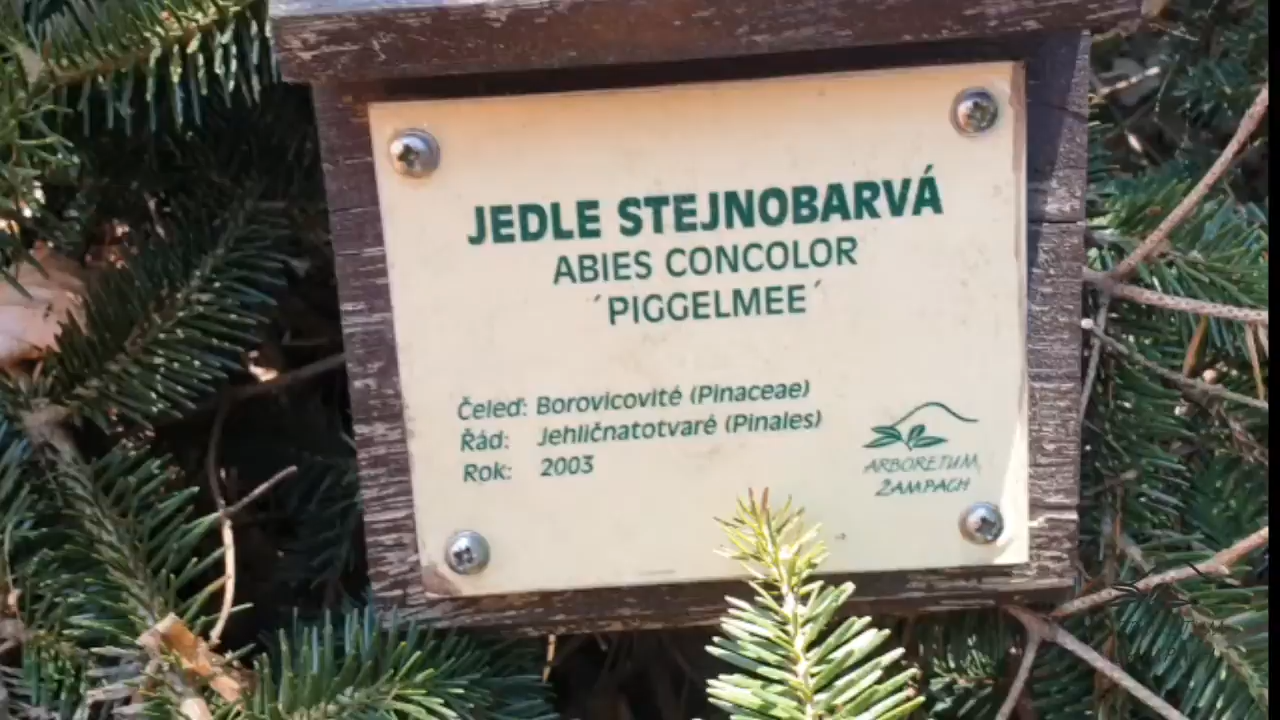 JEDLE STEJNOBARVÁ
ABIES CONCOLOR
´PIGGELMEE´
Čeleď: Borovicovité (Pinaceae)
Řád: Jehličnatotvaré (Pinales)
Rok: 2003
ARBORETUM
ŽAMPACH